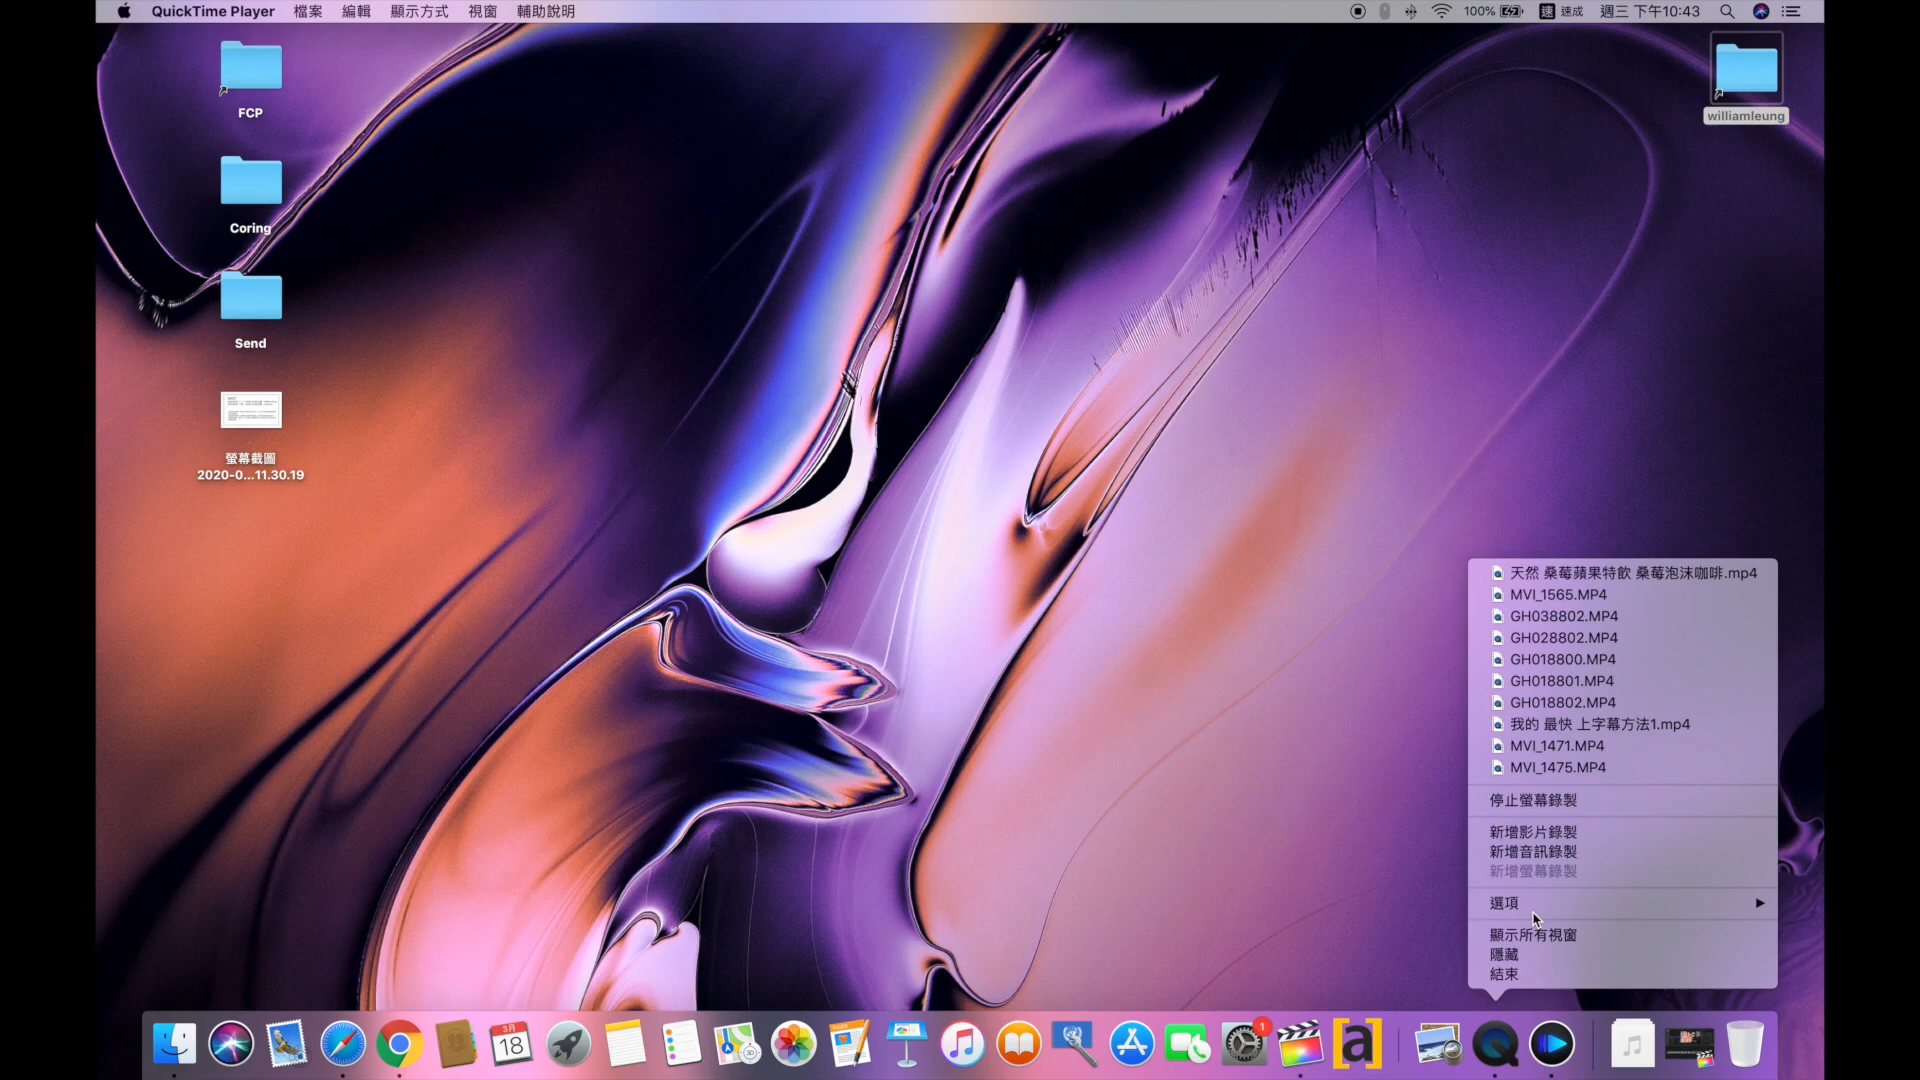 QuickTime Player 檔案 編輯 顯示方式 視窗 輔助說明 100% 速 速成 週三 下午10:43
FCP
williamleung
Coring
Send
螢幕截圖
2020-0...11.30.19
天然 桑莓蘋果特飲 桑莓泡沫咖啡.mp4
MVI_1565.MP4
GH038802.MP4
GH028802.MP4
GH018800.MP4
GH018801.MP4
GH018802.MP4
我的 最快 上字幕方法1.mp4
MVI_1471.MP4
MVI_1475.MP4
停止螢幕錄製
新增影片錄製
新增音訊錄製
新增螢幕錄製
選項
顯示所有視窗
隱藏
結束
3月
18
3D
PAGES
1
a